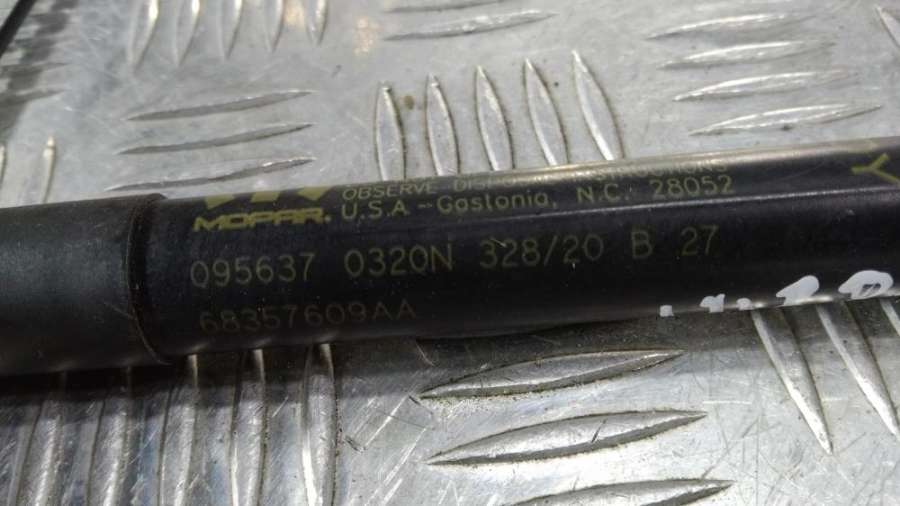 OBSERVE DISPOSAL INSTRUCTIONS
MOPAR. U.S.A - Gastonia, N.C. 28052
095637 0320N 328/20 B 27
68357609AA